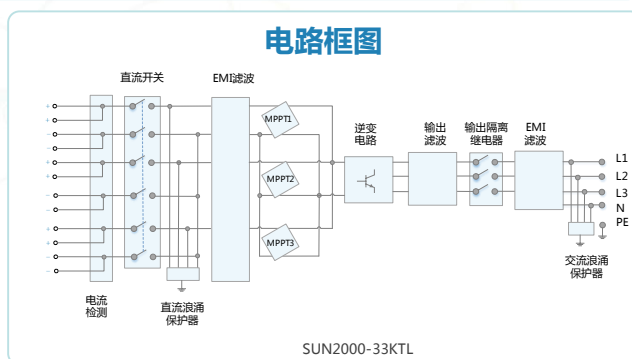 电路框图
直流开关
EMI滤波
MPPT1
MPPT2
MPPT3
逆变
电路
输出
滤波
输出隔离
继电器
EMI
滤波
L1
L2
L3
N
PE
电流
检测
直流浪涌
保护器
交流浪涌
保护器
SUN2000-33KTL